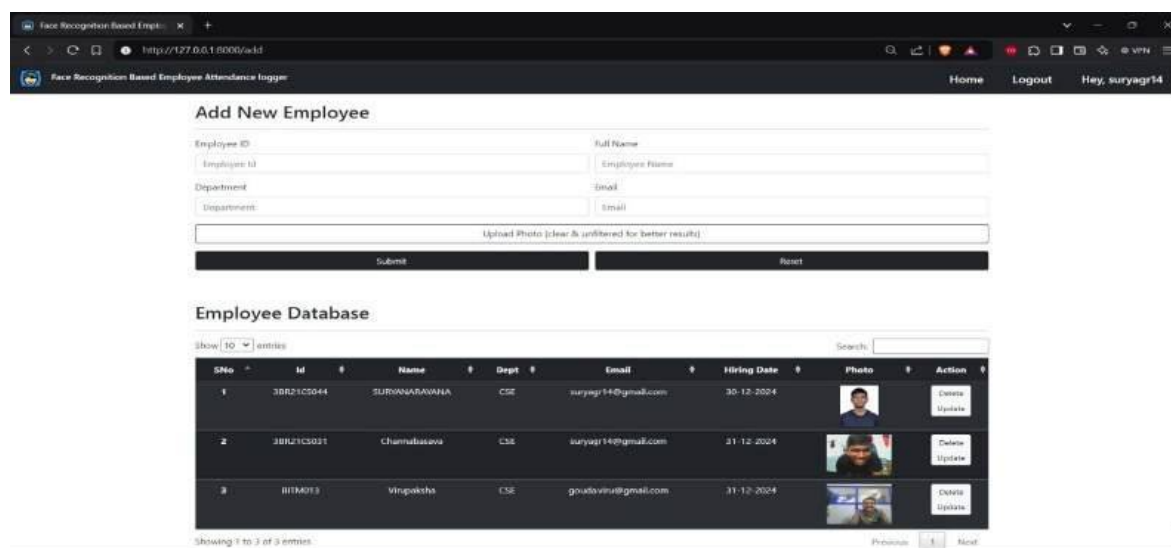 Face Recognition Based Emplo
http://127.0.0.1:8000/add
VPN
Face Recognition Based Employee Attendance logger
Home Logout Hey, suryagr14
Add New Employee
Employee ID Full Name
Employee Id Employee Name
Department Email
Department Email
Upload Photo (clear & unfiltered for better results)
Submit Reset
Employee Database
Show 10 entries Search:
SNo Id Name Dept Email Hiring Date Photo Action
1 3BR21CS044 SURYANARAYANA CSE suryagr14@gmail.com 30-12-2024 Delete
Update
2 3BR21CS031 Channabasava CSE suryagr14@gmail.com 31-12-2024 Delete
Update
3 BITM013 Virupaksha CSE goudaviru@gmail.com 31-12-2024 Delete
Update
Showing 1 to 3 of 3 entries Previous 1 Next